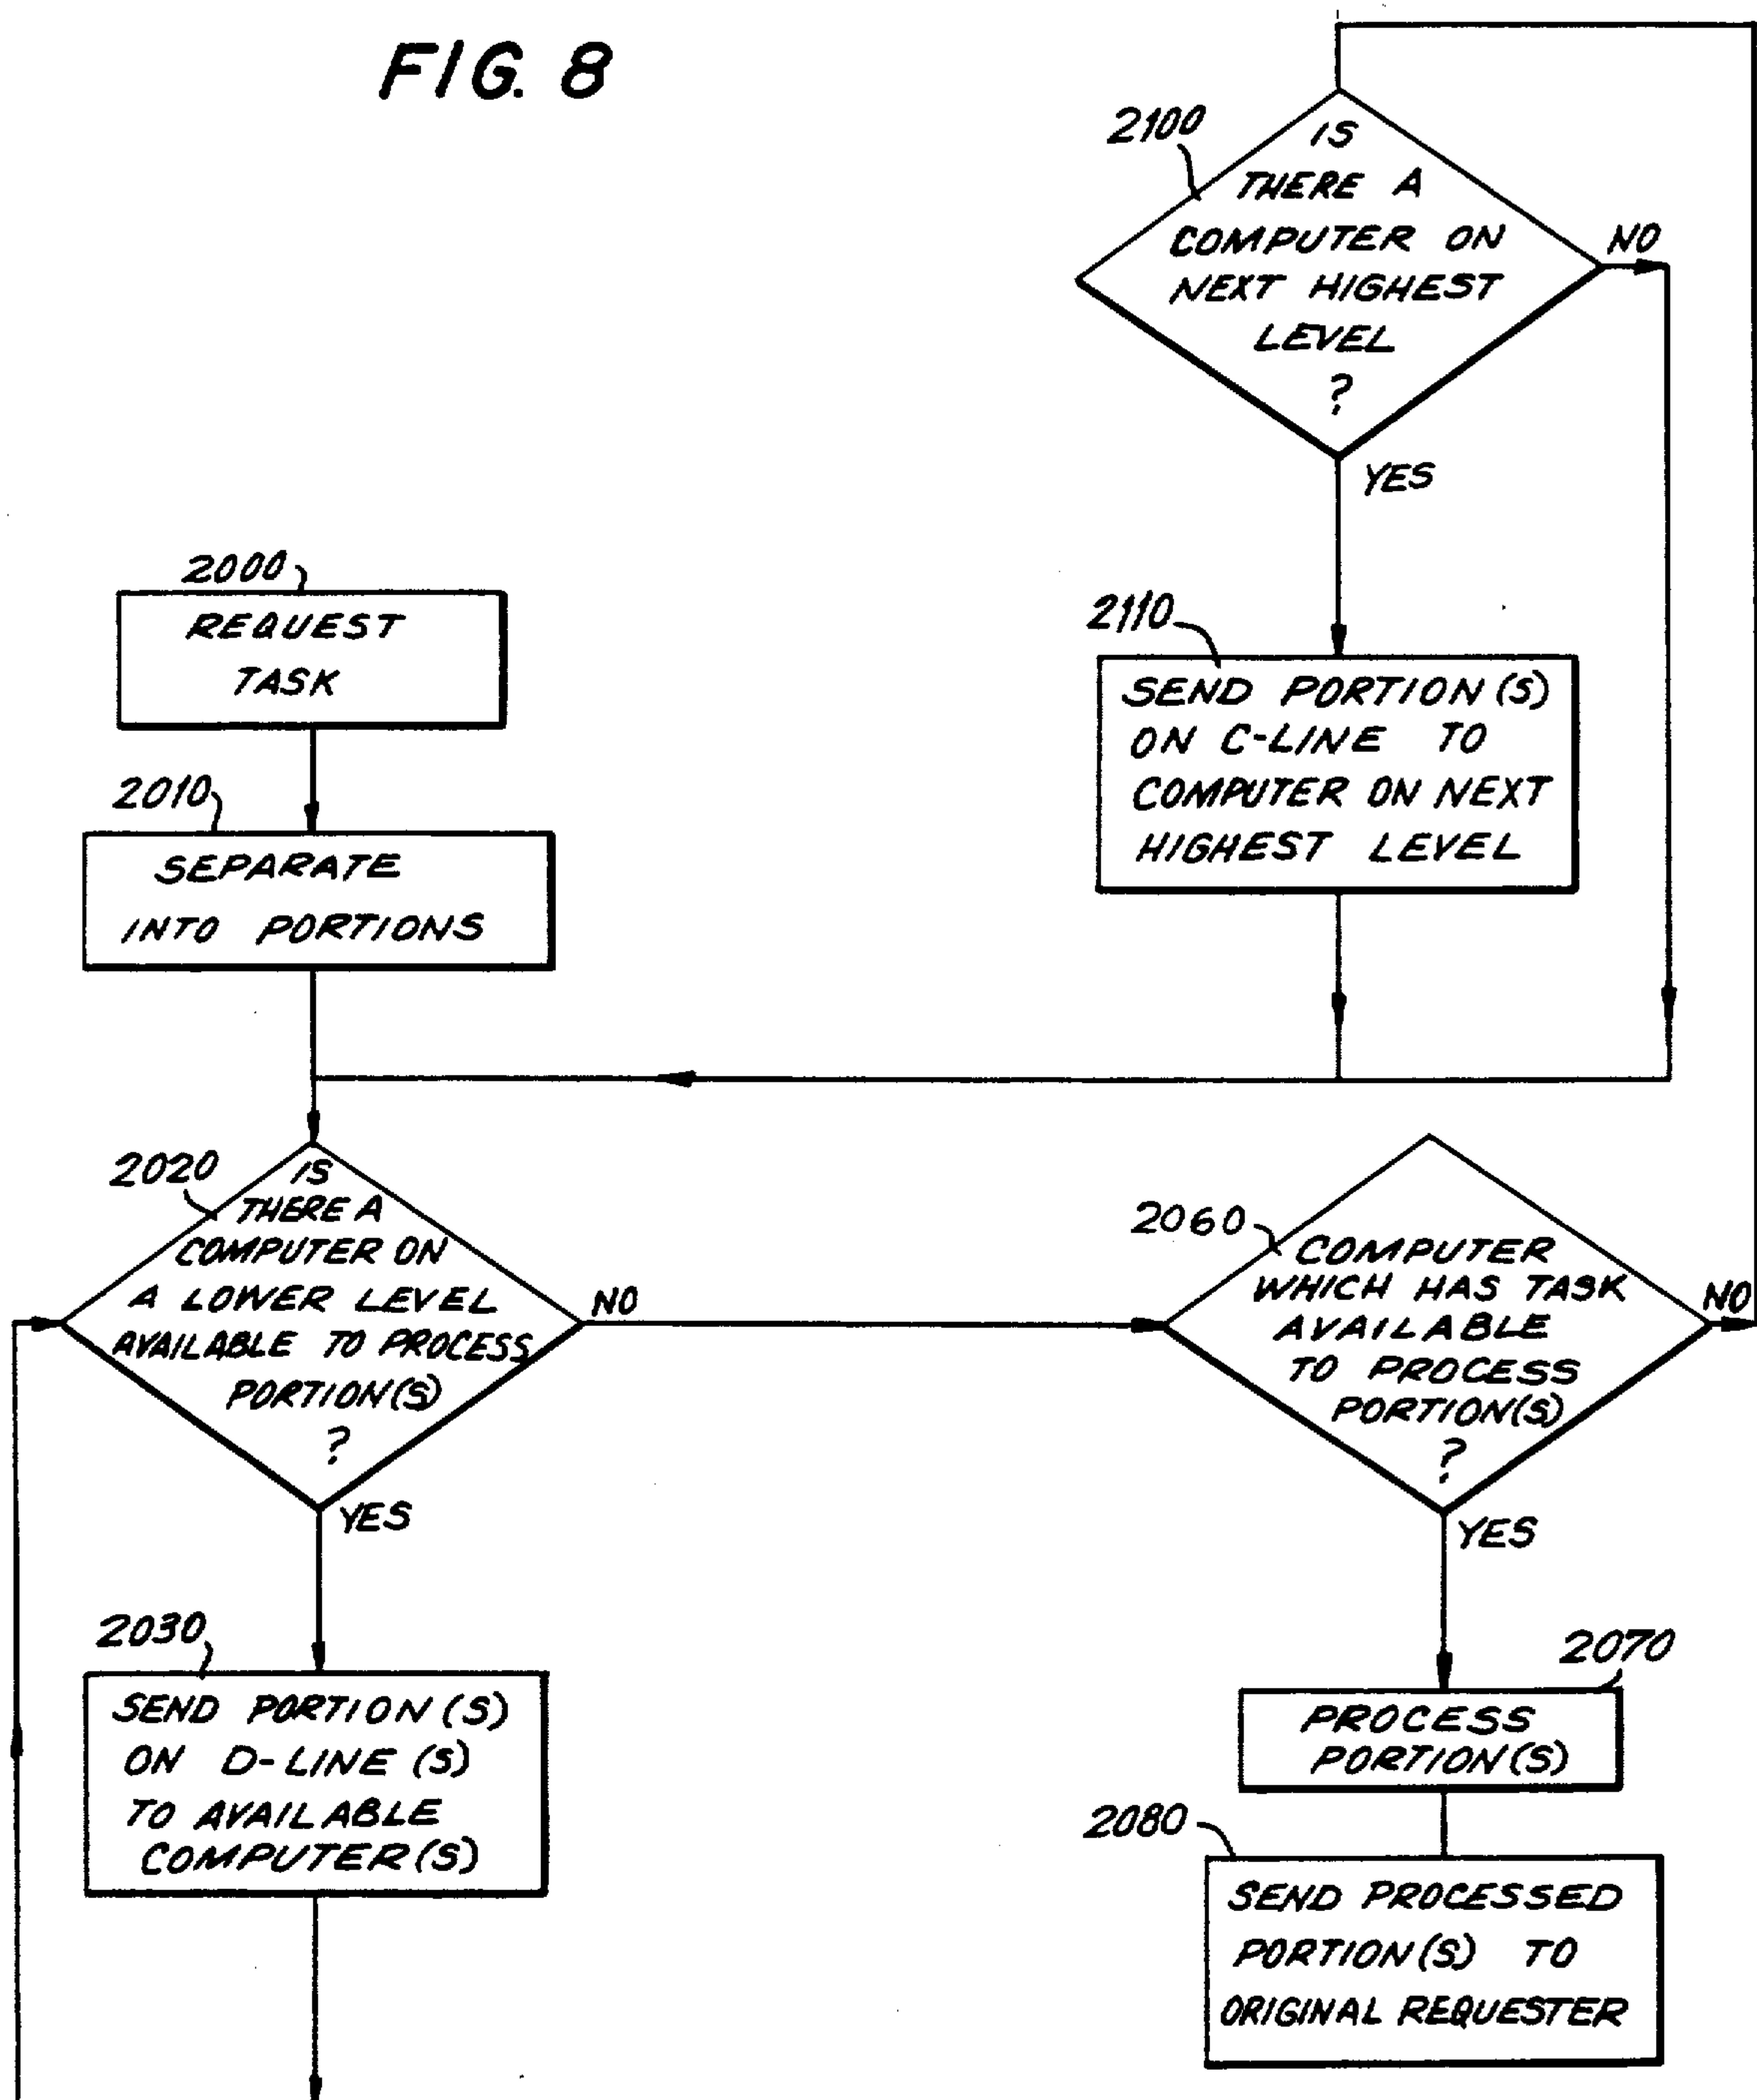 FIG. 8
2100
IS
THERE A
COMPUTER ON
NEXT HIGHEST
LEVEL
?
NO
YES
2110
SEND PORTION(S)
ON C-LINE TO
COMPUTER ON NEXT
HIGHEST LEVEL
2000
REQUEST
TASK
2010
SEPARATE
INTO PORTIONS
2020
IS
THERE A
COMPUTER ON
A LOWER LEVEL
AVAILABLE TO PROCESS
PORTION(S)
?
NO
YES
2030
SEND PORTION(S)
ON D-LINE(S)
TO AVAILABLE
COMPUTER(S)
2060
COMPUTER
WHICH HAS TASK
AVAILABLE
TO PROCESS
PORTION(S)
?
NO
YES
2070
PROCESS
PORTION(S)
2080
SEND PROCESSED
PORTION(S) TO
ORIGINAL REQUESTER